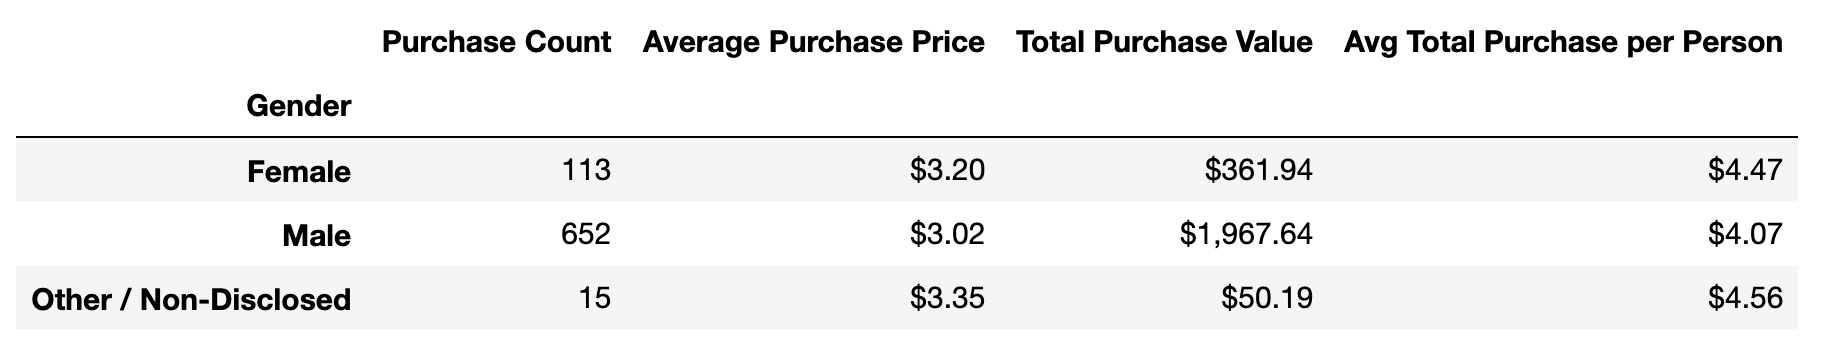 Purchase Count Average Purchase Price Total Purchase Value Avg Total Purchase per Person
Gender
Female 113 $3.20 $361.94 $4.47
Male 652 $3.02 $1,967.64 $4.07
Other / Non-Disclosed 15 $3.35 $50.19 $4.56